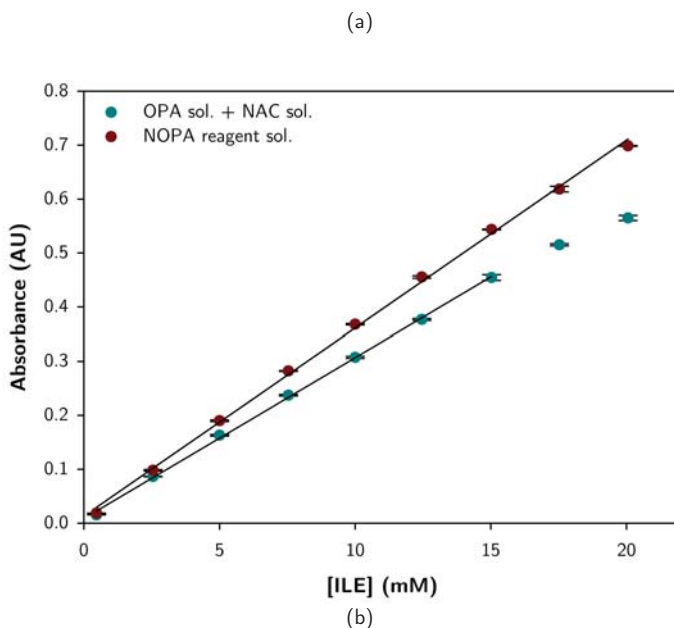 (a)
0.8
OPA sol. + NAC sol.
NOPA reagent sol.
0.7
0.6
0.5
0.4
0.3
0.2
0.1
0.0
Absorbance (AU)
0 5 10 15 20
[ILE] (mM)
(b)